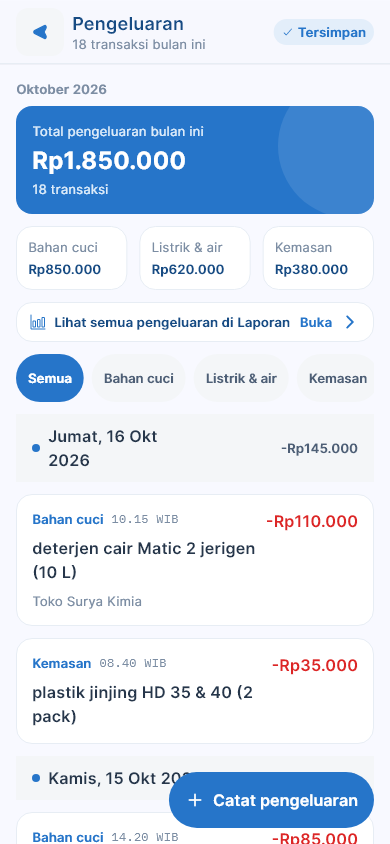 Pengeluaran
18 transaksi bulan ini
✓ Tersimpan
Oktober 2026
Total pengeluaran bulan ini
Rp1.850.000
18 transaksi
Bahan cuci
Rp850.000
Listrik & air
Rp620.000
Kemasan
Rp380.000
Lihat semua pengeluaran di Laporan Buka
Semua
Bahan cuci
Listrik & air
Kemasan
Jumat, 16 Okt
2026
-Rp145.000
Bahan cuci 10.15 WIB
-Rp110.000
deterjen cair Matic 2 jerigen
(10 L)
Toko Surya Kimia
Kemasan 08.40 WIB
-Rp35.000
plastik jinjing HD 35 & 40 (2
pack)
Kamis, 15 Okt
+ Catat pengeluaran
Bahan cuci 14.20 WIB
-Rp85.000